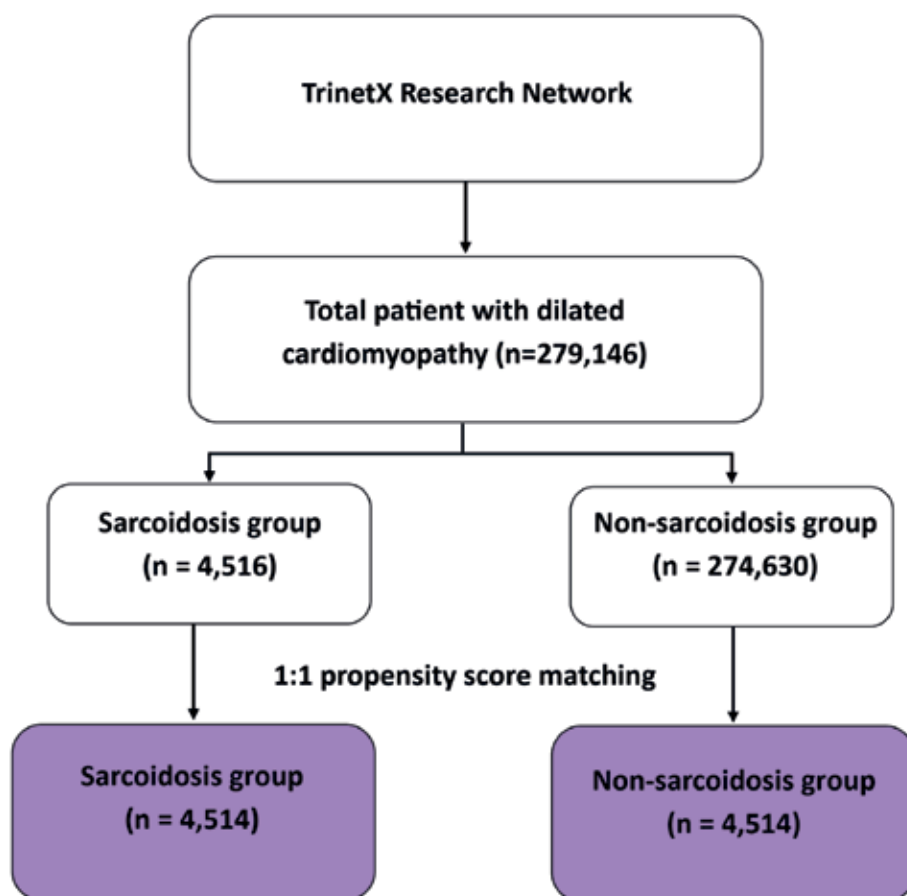 TrinetX Research Network
Total patient with dilated
cardiomyopathy (n=279,146)
Sarcoidosis group
(n = 4,516)
Non-sarcoidosis group
(n = 274,630)
1:1 propensity score matching
Sarcoidosis group
(n = 4,514)
Non-sarcoidosis group
(n = 4,514)